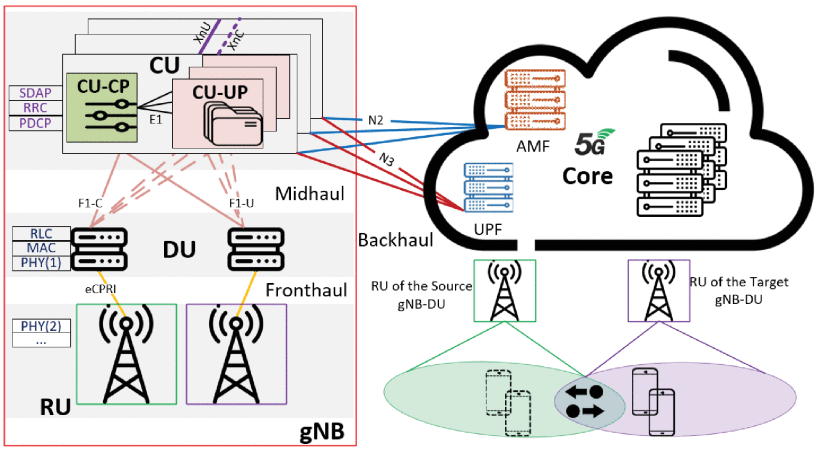 XnU
XnC
CU
CU-CP
CU-UP
E1
SDAP
RRC
PDCP
N2
N3
AMF
5G
Core
UPF
F1-C
F1-U
Midhaul
Backhaul
RLC
MAC
PHY(1)
DU
eCPRI
Fronthaul
PHY(2)
...
RU
gNB
RU of the Source
gNB-DU
RU of the Target
gNB-DU